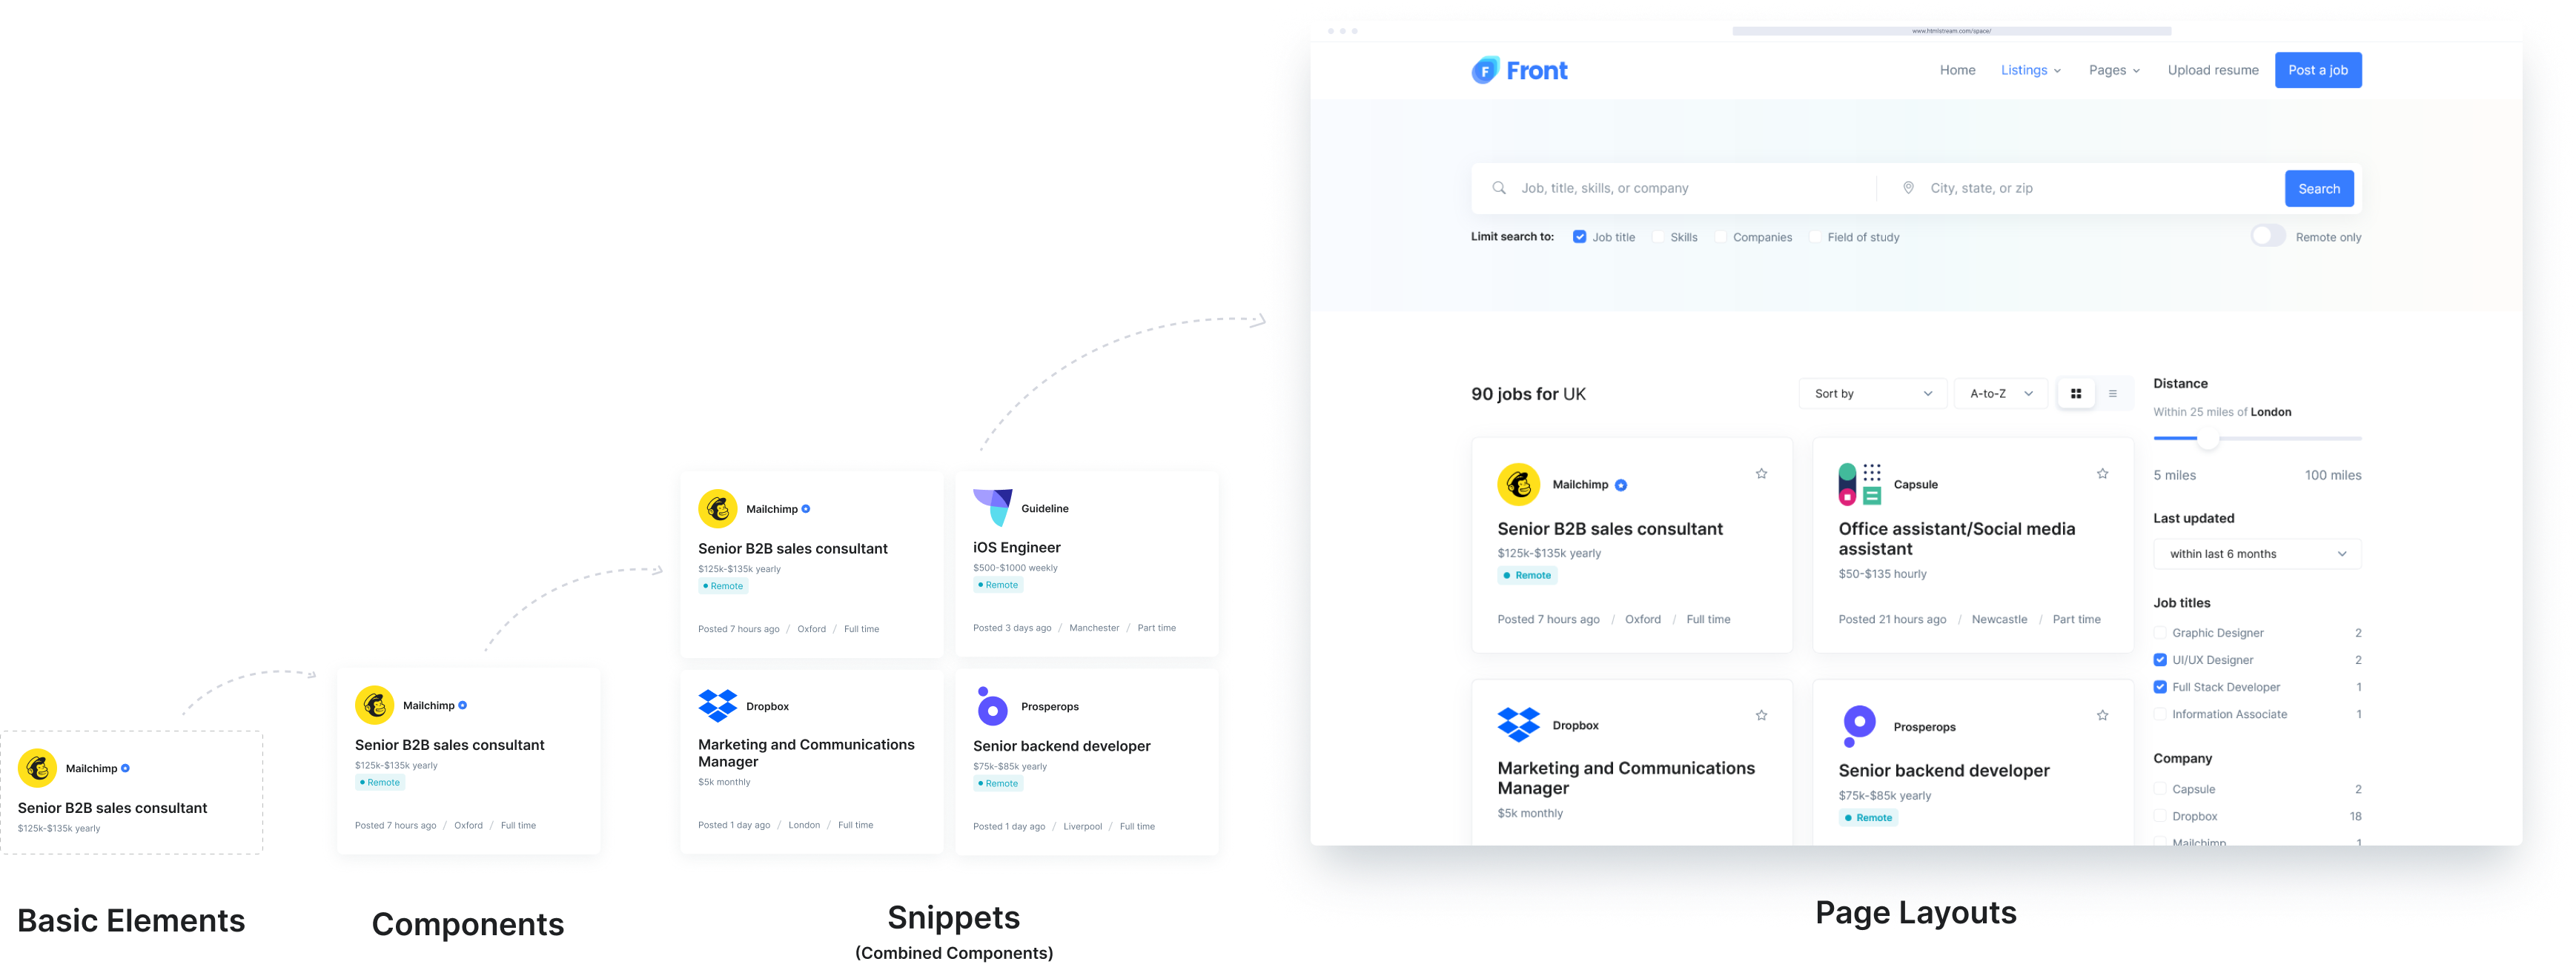 Mailchimp
Senior B2B sales consultant
$125k-$135k yearly
Basic Elements
Mailchimp
Senior B2B sales consultant
$125k-$135k yearly
Remote
Posted 7 hours ago / Oxford / Full time
Components
Mailchimp
Senior B2B sales consultant
$125k-$135k yearly
Remote
Posted 7 hours ago / Oxford / Full time
Guideline
iOS Engineer
$500-$1000 weekly
Remote
Posted 3 days ago / Manchester / Part time
Dropbox
Marketing and Communications
Manager
$5k monthly
Posted 1 day ago / London / Full time
Prosperops
Senior backend developer
$75k-$85k yearly
Remote
Posted 1 day ago / Liverpool / Full time
Snippets
(Combined Components)
www.htmlstream.com/space/
F Front
Home Listings Pages Upload resume Post a job
Job, title, skills, or company City, state, or zip Search
Limit search to: Job title Skills Companies Field of study Remote only
90 jobs for UK Sort by A-to-Z
Mailchimp
Senior B2B sales consultant
$125k-$135k yearly
Remote
Posted 7 hours ago / Oxford / Full time
Capsule
Office assistant/Social media
assistant
$50-$135 hourly
Posted 21 hours ago / Newcastle / Part time
Dropbox
Marketing and Communications
Manager
$5k monthly
Prosperops
Senior backend developer
$75k-$85k yearly
Remote
Distance
Within 25 miles of London
5 miles 100 miles
Last updated
within last 6 months
Job titles
Graphic Designer 2
UI/UX Designer 2
Full Stack Developer 1
Information Associate 1
Company
Capsule 2
Dropbox 18
Mailchimp 1
Page Layouts